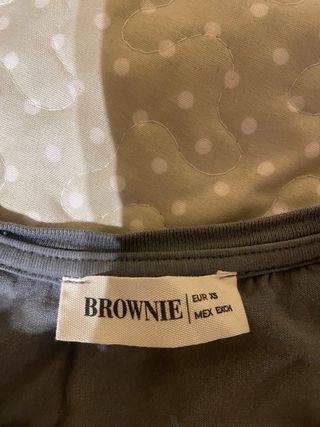 BROWNIE
EUR XS
MEX EXCH